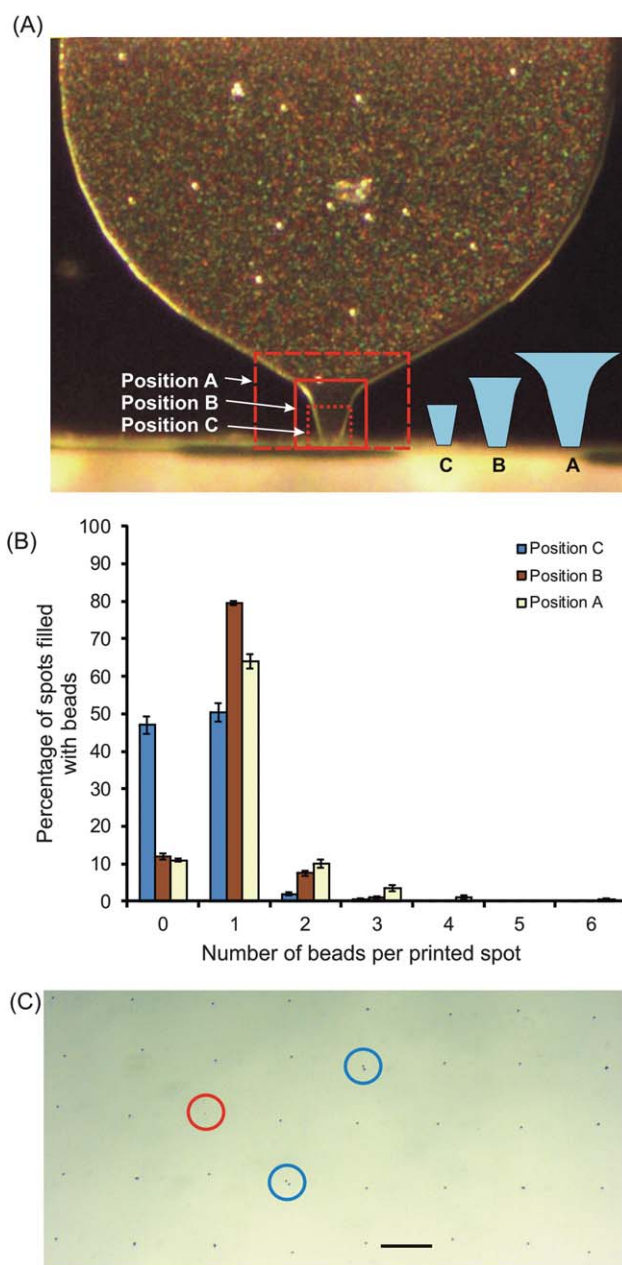 (A)
Position A
Position B
Position C
C B A
(B)
100
90
80
70
60
50
40
30
20
10
0
Percentage of spots filled
with beads
Position C
Position B
Position A
0 1 2 3 4 5 6
Number of beads per printed spot
(C)